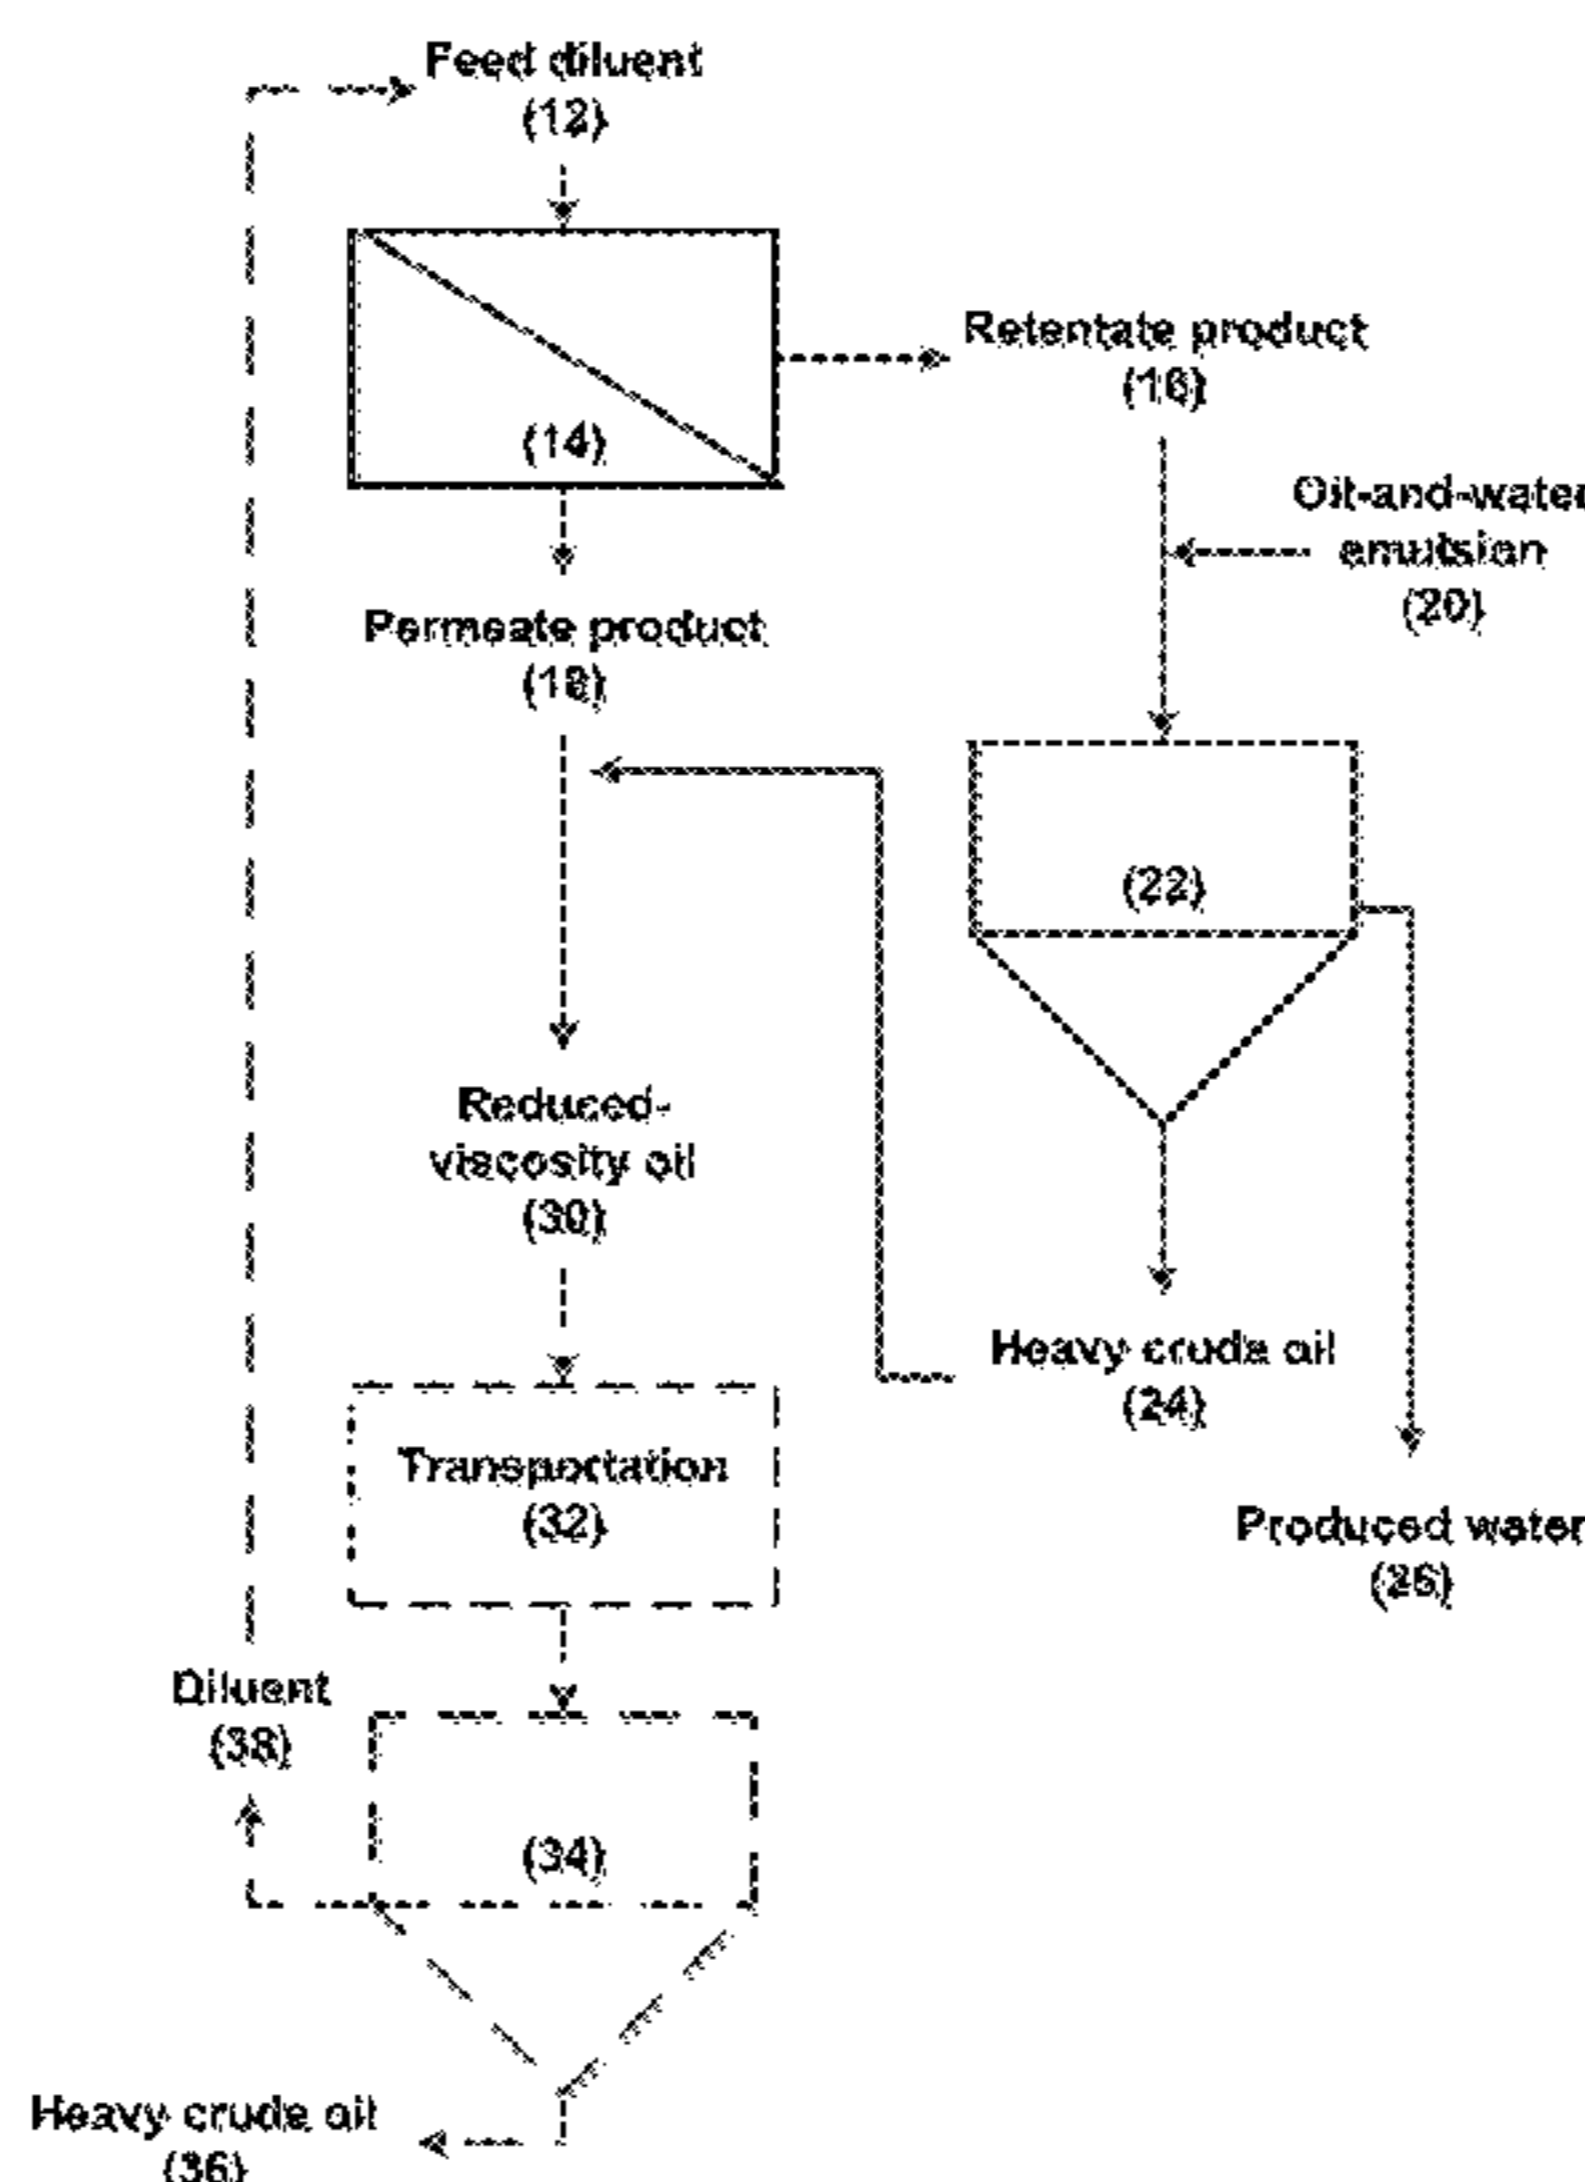 Feed diluent
(12)
(14)
Retentate product
(16)
Oil-and-water
emulsion
(20)
Permeate product
(18)
(22)
Reduced-
viscosity oil
(30)
Heavy crude oil
(24)
Transportation
(32)
Produced water
(26)
Diluent
(38)
(34)
Heavy crude oil
(36)